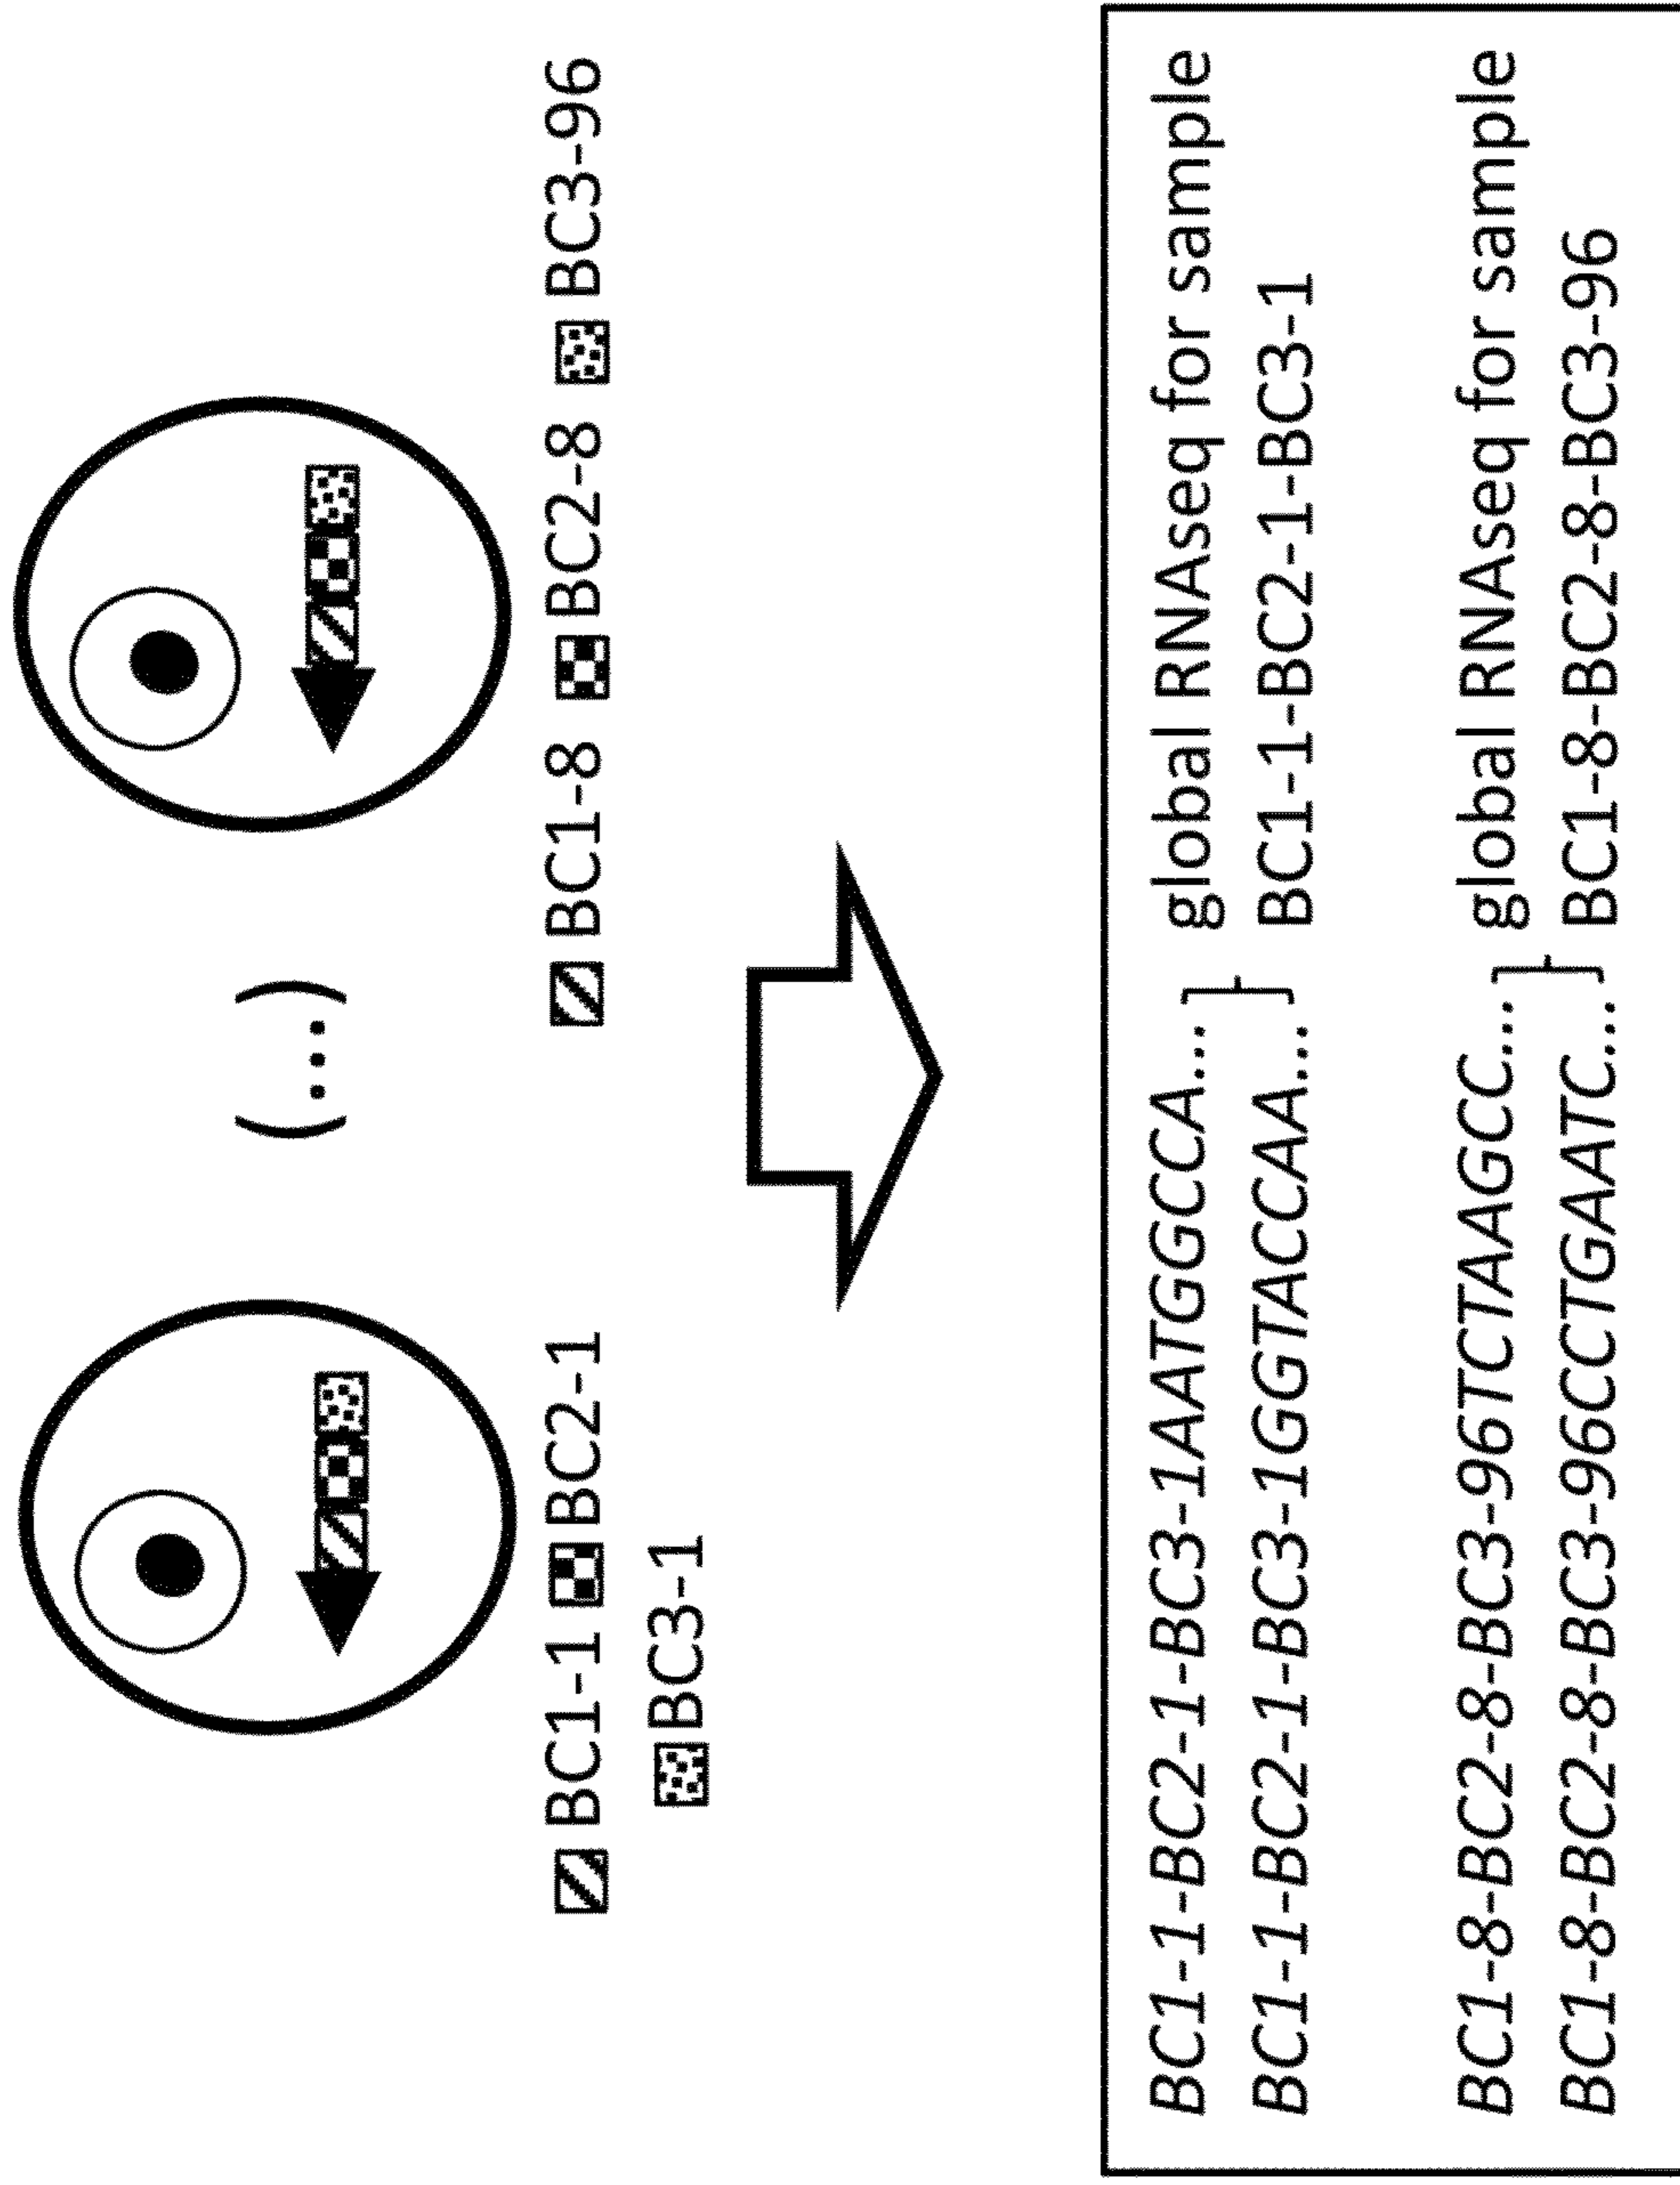 (...)
BC1-1 BC2-1
BC3-1
BC1-8 BC2-8 BC3-96
BC1-1-BC2-1-BC3-1AATGGCCA... global RNAseq for sample
BC1-1-BC2-1-BC3-1GGTACCAA... BC1-1-BC2-1-BC3-1
BC1-8-BC2-8-BC3-96TCTAAGCC... global RNAseq for sample
BC1-8-BC2-8-BC3-96CCTGAATC... BC1-8-BC2-8-BC3-96